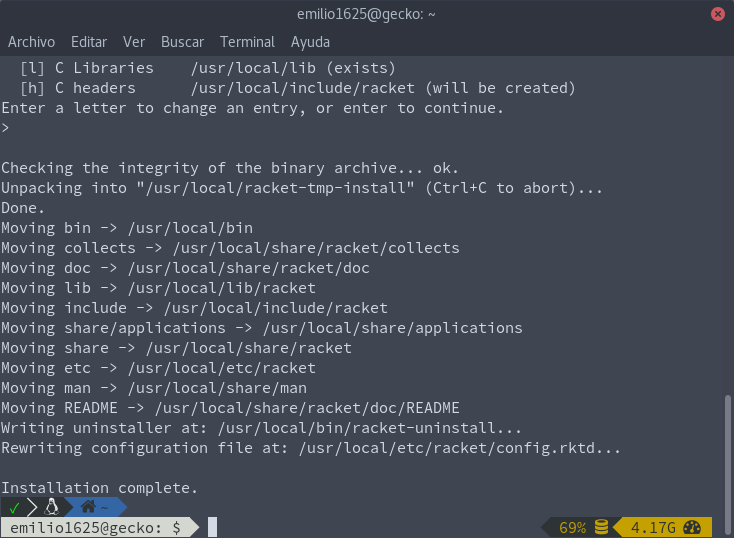 emilio1625@gecko: ~
Archivo Editar Ver Buscar Terminal Ayuda
[l] C Libraries /usr/local/lib (exists)
[h] C headers /usr/local/include/racket (will be created)
Enter a letter to change an entry, or enter to continue.
>
Checking the integrity of the binary archive... ok.
Unpacking into "/usr/local/racket-tmp-install" (Ctrl+C to abort)...
Done.
Moving bin -> /usr/local/bin
Moving collects -> /usr/local/share/racket/collects
Moving doc -> /usr/local/share/racket/doc
Moving lib -> /usr/local/lib/racket
Moving include -> /usr/local/include/racket
Moving share/applications -> /usr/local/share/applications
Moving share -> /usr/local/share/racket
Moving etc -> /usr/local/etc/racket
Moving man -> /usr/local/share/man
Moving README -> /usr/local/share/racket/doc/README
Writing uninstaller at: /usr/local/bin/racket-uninstall...
Rewriting configuration file at: /usr/local/etc/racket/config.rktd...
Installation complete.
✓ ~
emilio1625@gecko: $ 69% 4.17G